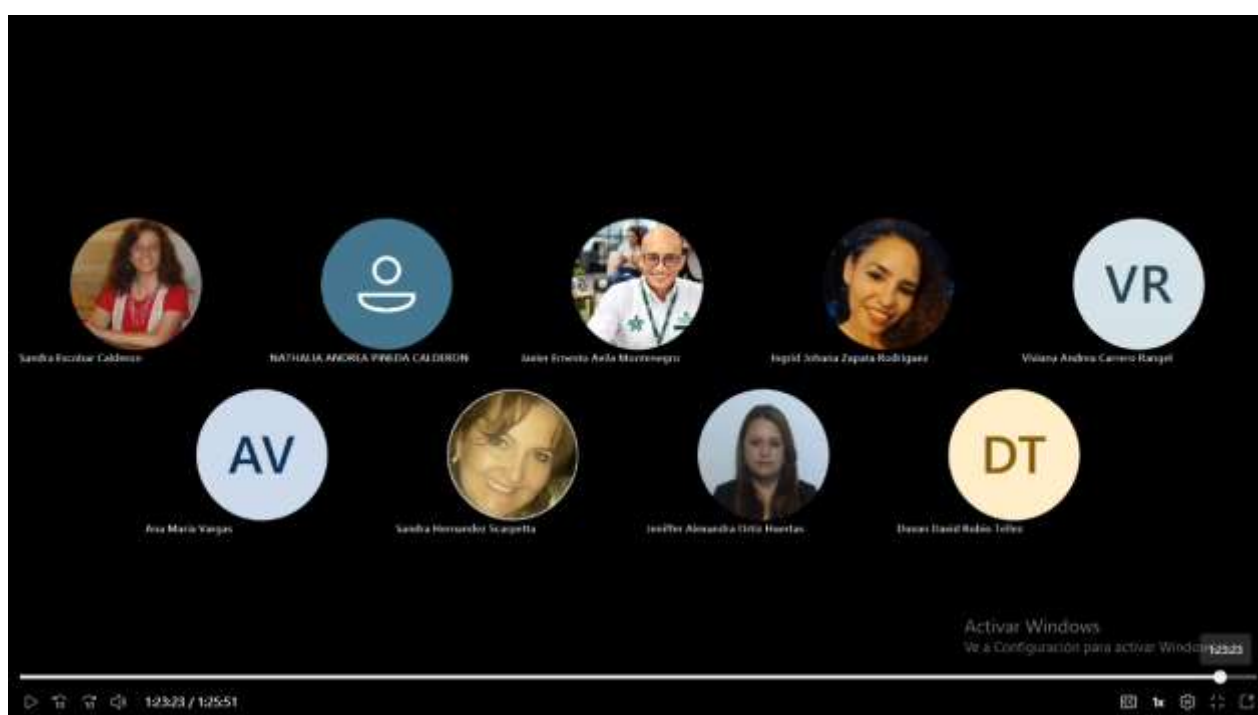 VR
Sandra Escobar Calderon
NATHALIA ANDREA PINEDA CALDERON
Javier Ernesto Avila Montenegro
Ingrid Johana Zapata Rodriguez
Viviana Andrea Carrero Rangel
AV
DT
Ana Maria Vargas
Sandra Hernandez Scarpetta
Jeniffer Alexandra Ortiz Huertas
David
Activar Windows
Ve a Configuración para activar Windows
1:23:23
1:23:23 / 1:25:51
1x